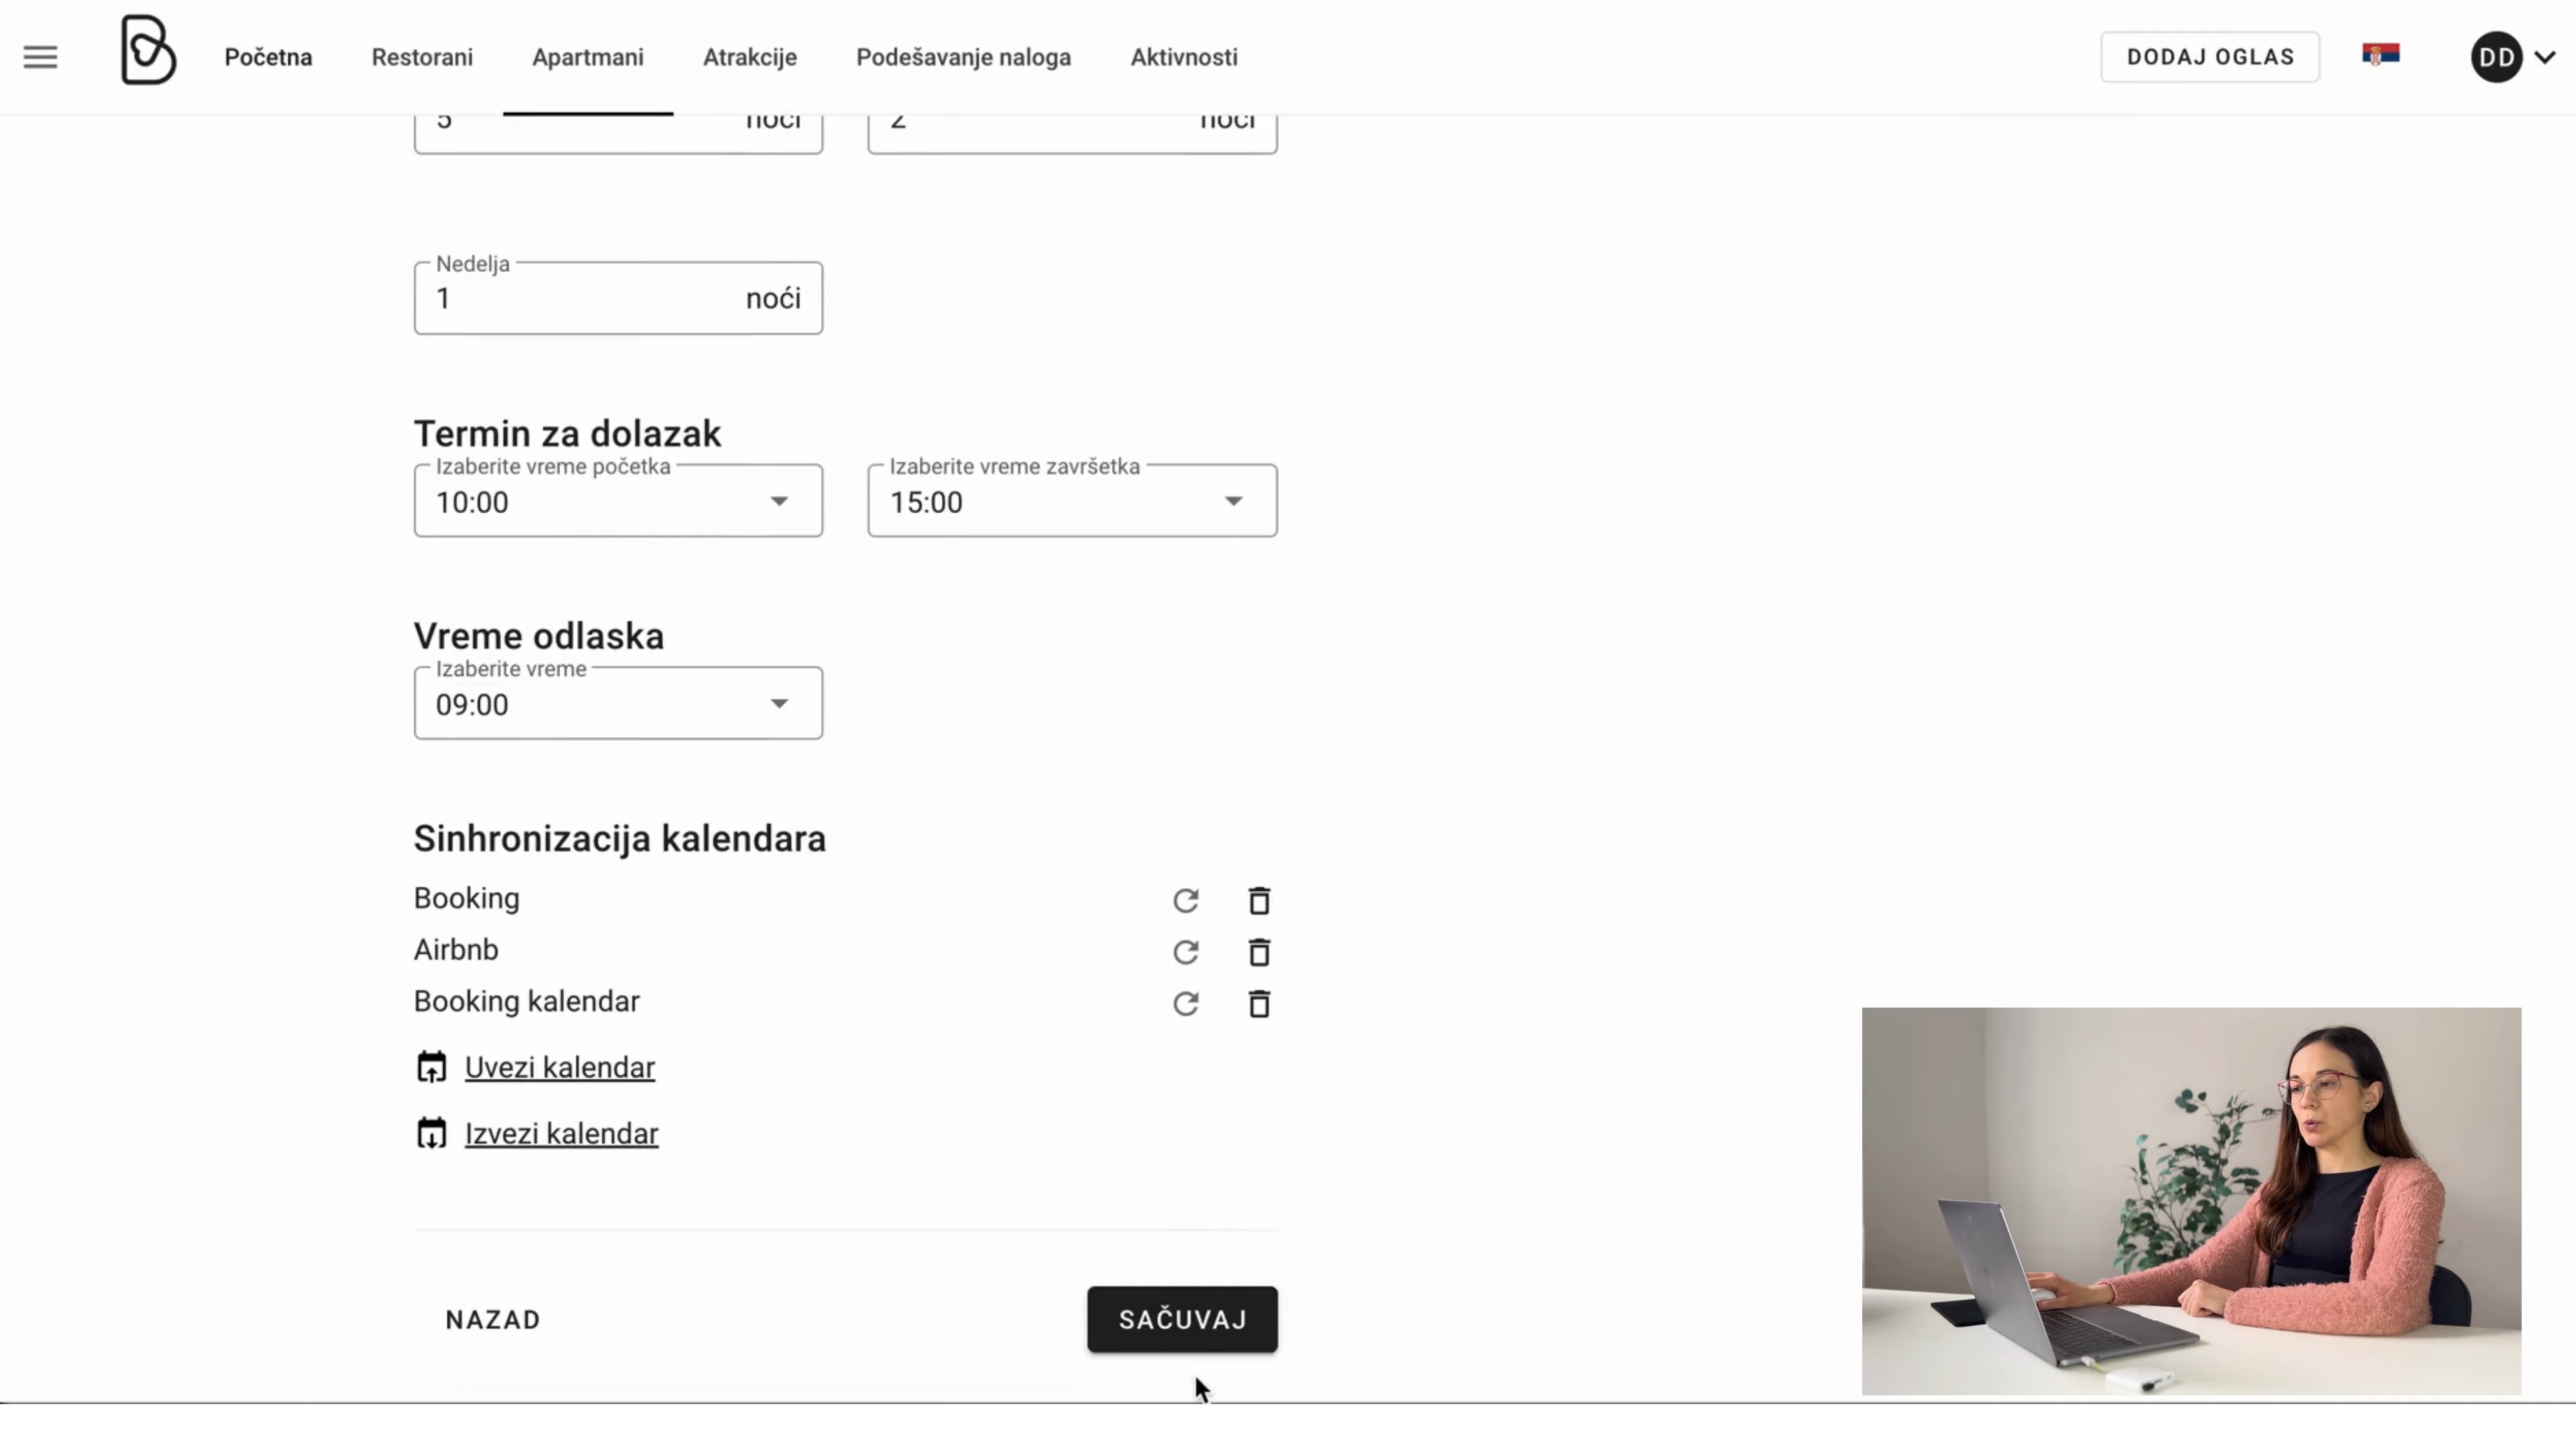 Početna Restorani Apartmani Atrakcije Podešavanje naloga Aktivnosti DODAJ OGLAS DD
5 noći 2 noći
Nedelja
1 noći
Termin za dolazak
Izaberite vreme početka Izaberite vreme završetka
10:00 15:00
Vreme odlaska
Izaberite vreme
09:00
Sinhronizacija kalendara
Booking
Airbnb
Booking kalendar
Uvezi kalendar
Izvezi kalendar
NAZAD SAČUVAJ